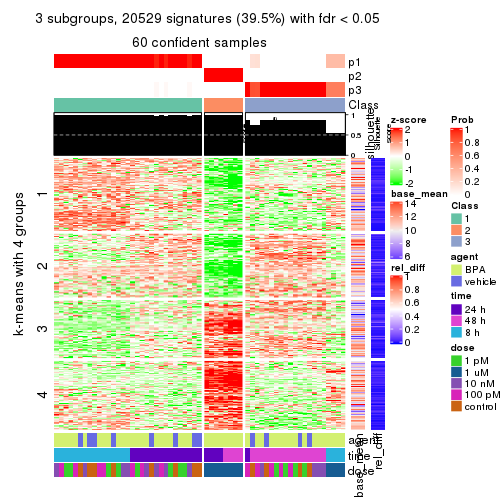 3 subgroups, 20529 signatures (39.5%) with fdr < 0.05
60 confident samples
p1
p2
p3
Class
1
0.5
0
silhouette
score
k-means with 4 groups
1
2
3
4
agent
time
dose
base_mean
rel_diff
z-score
2
1
0
-1
-2
base_mean
14
12
10
8
6
rel_diff
1
0.8
0.6
0.4
0.2
0
Prob
1
0.8
0.6
0.4
0.2
0
Class
1
2
3
agent
BPA
vehicle
time
24 h
48 h
8 h
dose
1 pM
1 uM
10 nM
100 pM
control